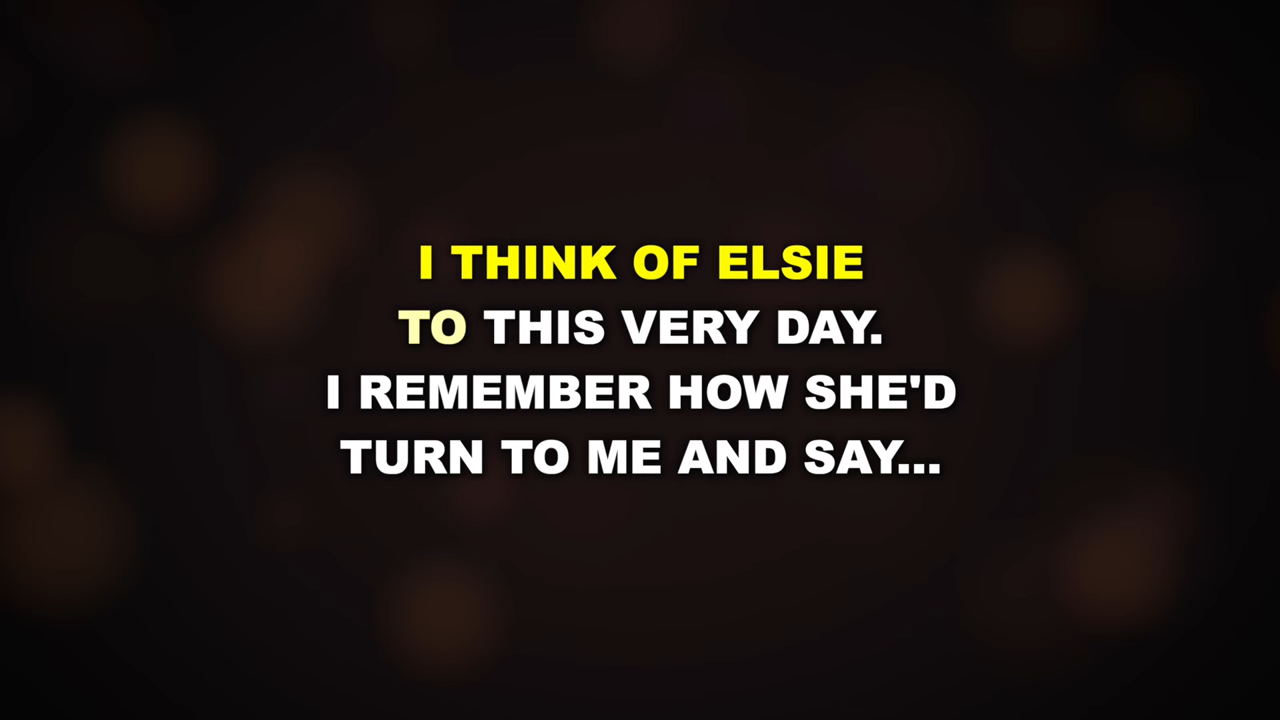 I THINK OF ELSIE
TO THIS VERY DAY.
I REMEMBER HOW SHE'D
TURN TO ME AND SAY...